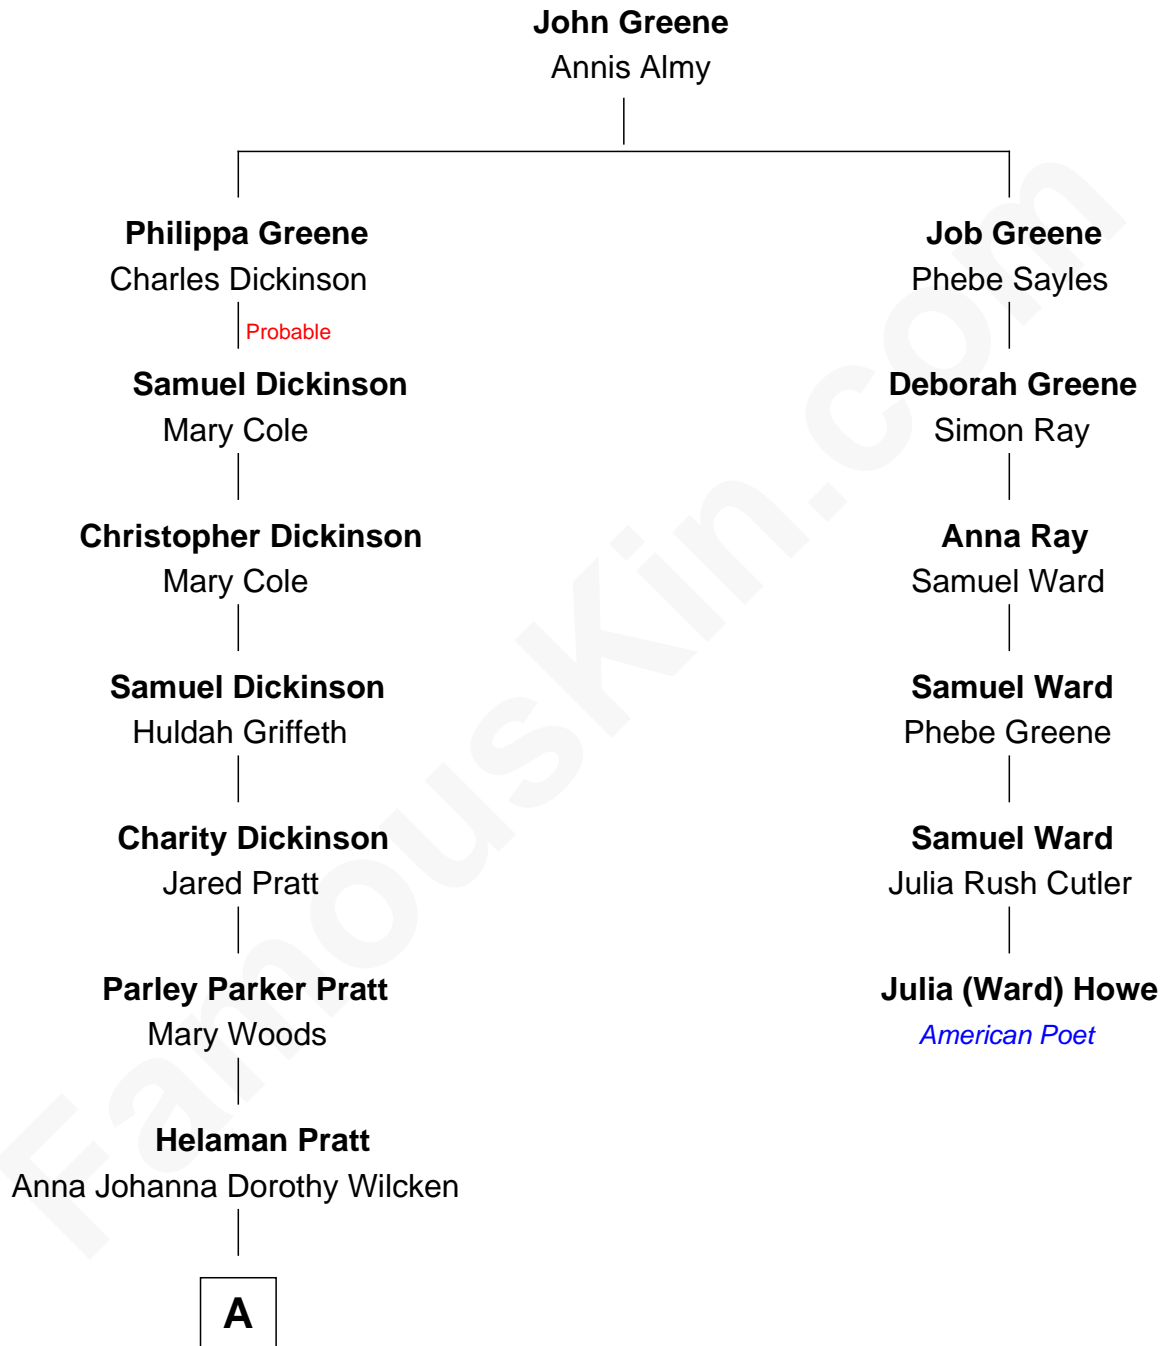 John Greene
Annis Almy
Philippa Greene
Charles Dickinson
Probable
Samuel Dickinson
Mary Cole
Christopher Dickinson
Mary Cole
Samuel Dickinson
Huldah Griffeth
Charity Dickinson
Jared Pratt
Parley Parker Pratt
Mary Woods
Helaman Pratt
Anna Johanna Dorothy Wilcken
A
Job Greene
Phebe Sayles
Deborah Greene
Simon Ray
Anna Ray
Samuel Ward
Samuel Ward
Phebe Greene
Samuel Ward
Julia Rush Cutler
Julia (Ward) Howe
American Poet
FamousKin.com